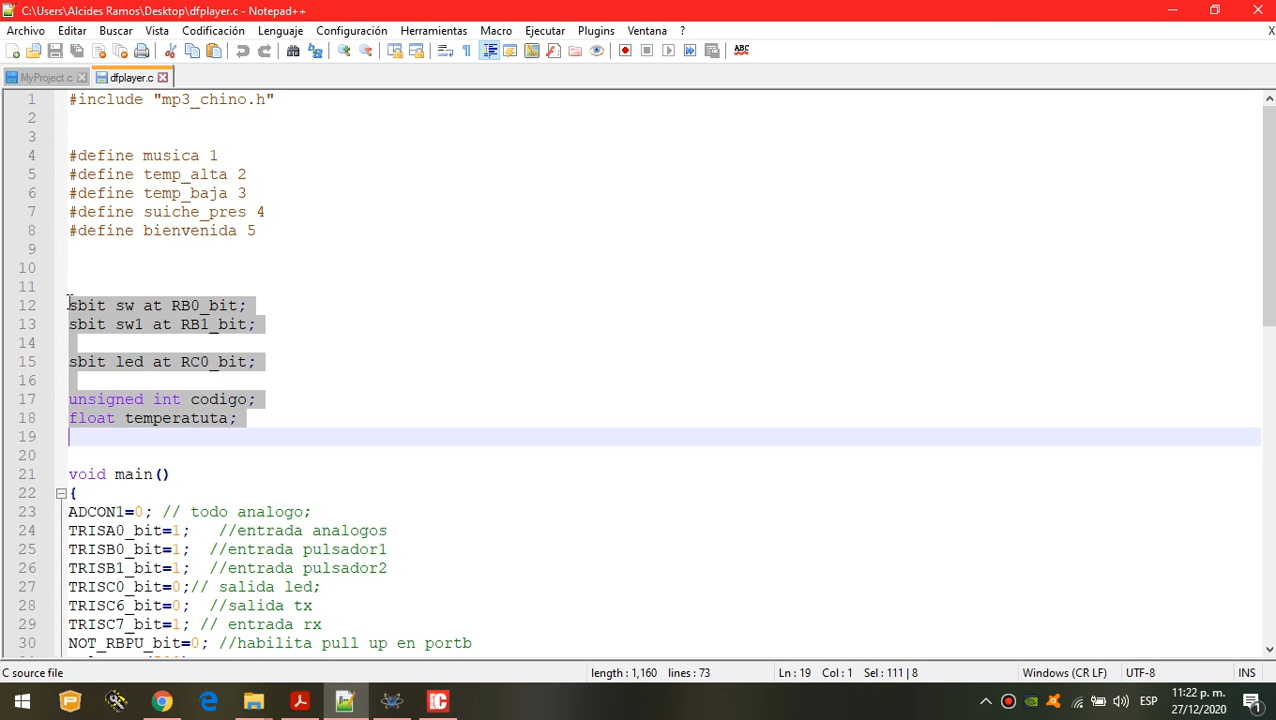 C:\Users\Alcides Ramos\Desktop\dfplayer.c - Notepad++
Archivo Editar Buscar Vista Codificación Lenguaje Configuración Herramientas Macro Ejecutar Plugins Ventana ? X
ABC
MyProject.c dfplayer.c
1 #include "mp3_chino.h"
2
3
4 #define musica 1
5 #define temp_alta 2
6 #define temp_baja 3
7 #define suiche_pres 4
8 #define bienvenida 5
9
10
11
12 sbit sw at RB0_bit;
13 sbit sw1 at RB1_bit;
14
15 sbit led at RC0_bit;
16
17 unsigned int codigo;
18 float temperatuta;
19
20
21 void main()
22 {
23 ADCON1=0; // todo analogo;
24 TRISA0_bit=1; //entrada analogos
25 TRISB0_bit=1; //entrada pulsador1
26 TRISB1_bit=1; //entrada pulsador2
27 TRISC0_bit=0;// salida led;
28 TRISC6_bit=0; //salida tx
29 TRISC7_bit=1; // entrada rx
30 NOT_RBPU_bit=0; //habilita pull up en portb
C source file length : 1,160 lines : 73 Ln : 19 Col : 1 Sel : 111 | 8 Windows (CR LF) UTF-8 INS
IC ESP 11:22 p. m.
27/12/2020 1